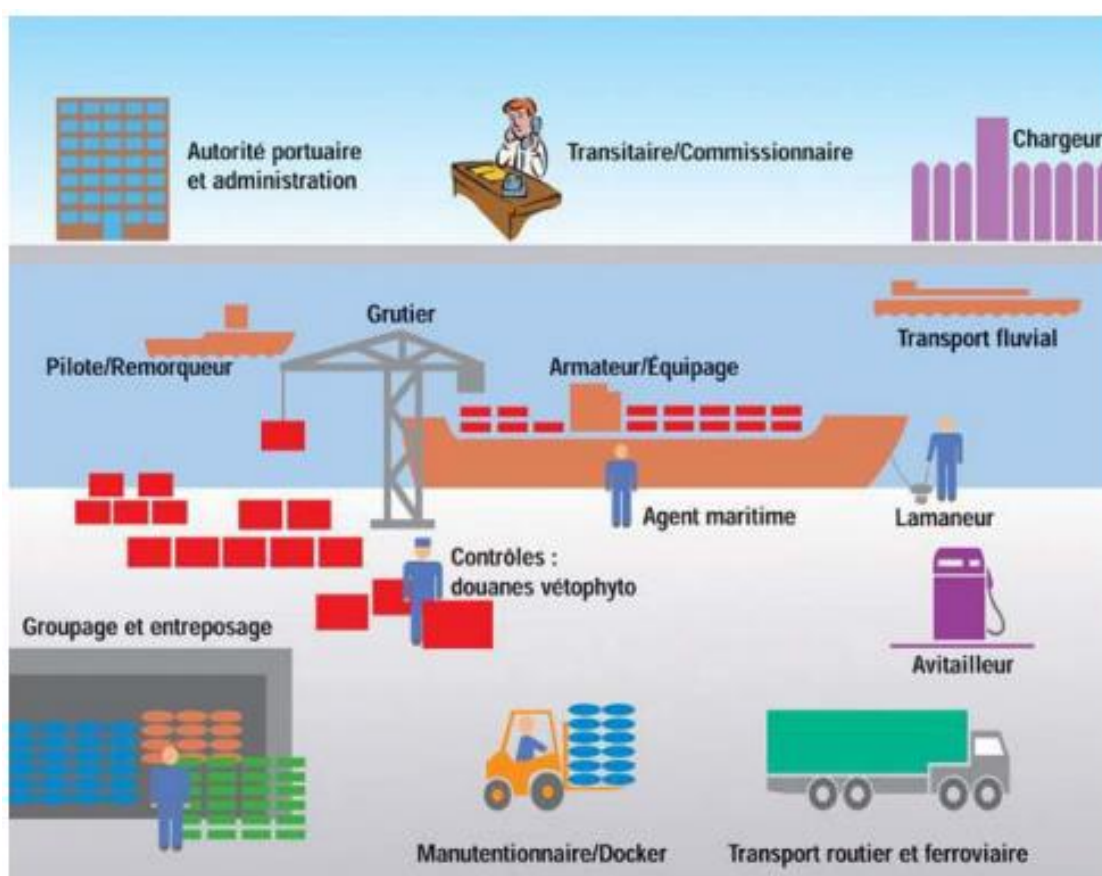 Autorité portuaire
et administration
Transitaire/Commissionnaire
Chargeur
Pilote/Remorqueur
Grutier
Armateur/Équipage
Transport fluvial
Agent maritime
Lamaneur
Contrôles :
douanes vétophyto
Groupage et entreposage
Avitailleur
Manutentionnaire/Docker
Transport routier et ferroviaire